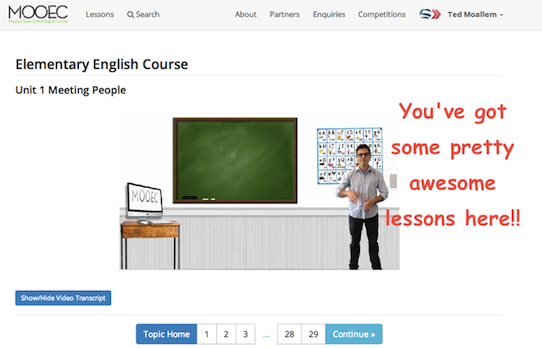 MOOEC
Massive Open Online English Course
Lessons Search About Partners Enquiries Competitions Ted Moallem
Elementary English Course
Unit 1 Meeting People
You've got
some pretty
awesome
lessons here!!
MOOEC
Show/Hide Video Transcript
Topic Home 1 2 3 ... 28 29 Continue »